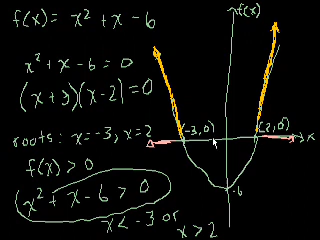 f(x) = x² + x - 6
x² + x - 6 = 0
(x + 3)(x - 2) = 0
roots: x = -3, x = 2
f(x) > 0
x² + x - 6 > 0
x < -3 or
x > 2
f(x)
(-3, 0)
(2, 0)
x
-6